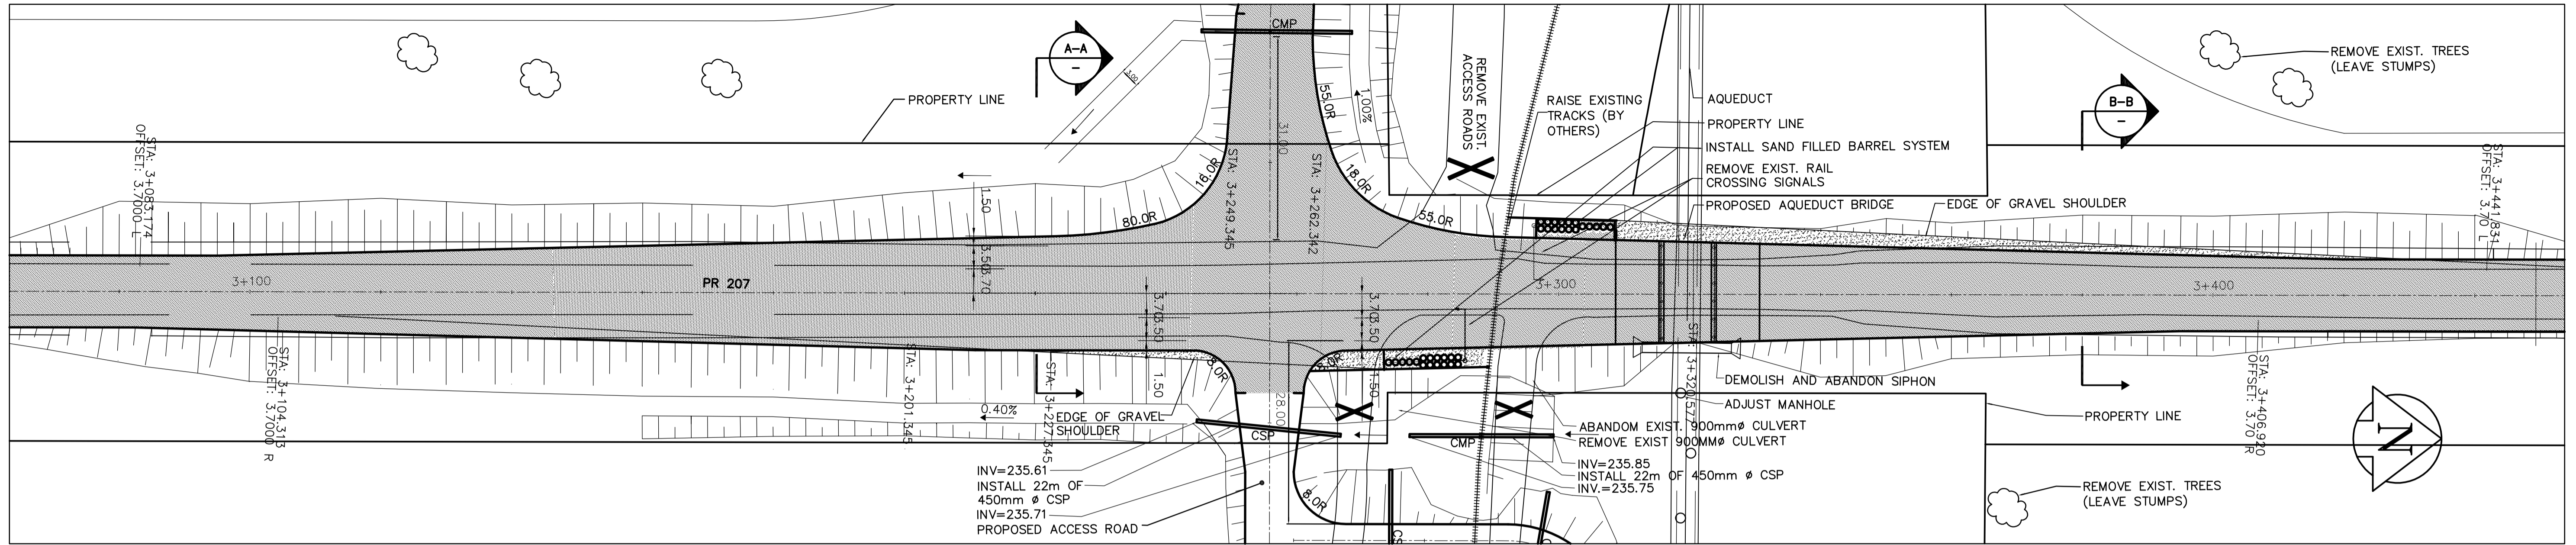 CMP
A-A
-
B-B
-
REMOVE EXIST. TREES
(LEAVE STUMPS)
3.00
PROPERTY LINE
55.0R
1.00%
REMOVE EXIST.
ACCESS ROADS
RAISE EXISTING
TRACKS (BY
OTHERS)
AQUEDUCT
PROPERTY LINE
INSTALL SAND FILLED BARREL SYSTEM
REMOVE EXIST. RAIL
CROSSING SIGNALS
PROPOSED AQUEDUCT BRIDGE
EDGE OF GRAVEL SHOULDER
STA: 3+083.174
OFFSET: 3.7000 L
31.00
16.0R
18.0R
STA: 3+249.345
STA: 3+262.342
80.0R
55.0R
1.50
3.50
3.70
STA: 3+441.831
OFFSET: 3.70 L
3+100
PR 207
3+300
3+400
3.70
3.50
1.50
3.70
3.50
1.50
8.0R
28.00
STA: 3+104.313
OFFSET: 3.7000 R
STA: 3+201.345
STA: 3+227.345
STA: 3+320.577
STA: 3+406.920
OFFSET: 3.70 R
0.40%
EDGE OF GRAVEL
SHOULDER
CSP
CMP
DEMOLISH AND ABANDON SIPHON
ADJUST MANHOLE
ABANDOM EXIST. 900mmø CULVERT
REMOVE EXIST 900MMø CULVERT
PROPERTY LINE
N
INV=235.61
INSTALL 22m OF
450mm ø CSP
INV=235.71
PROPOSED ACCESS ROAD
INV=235.85
INSTALL 22m OF 450mm ø CSP
INV.=235.75
8.0R
REMOVE EXIST. TREES
(LEAVE STUMPS)